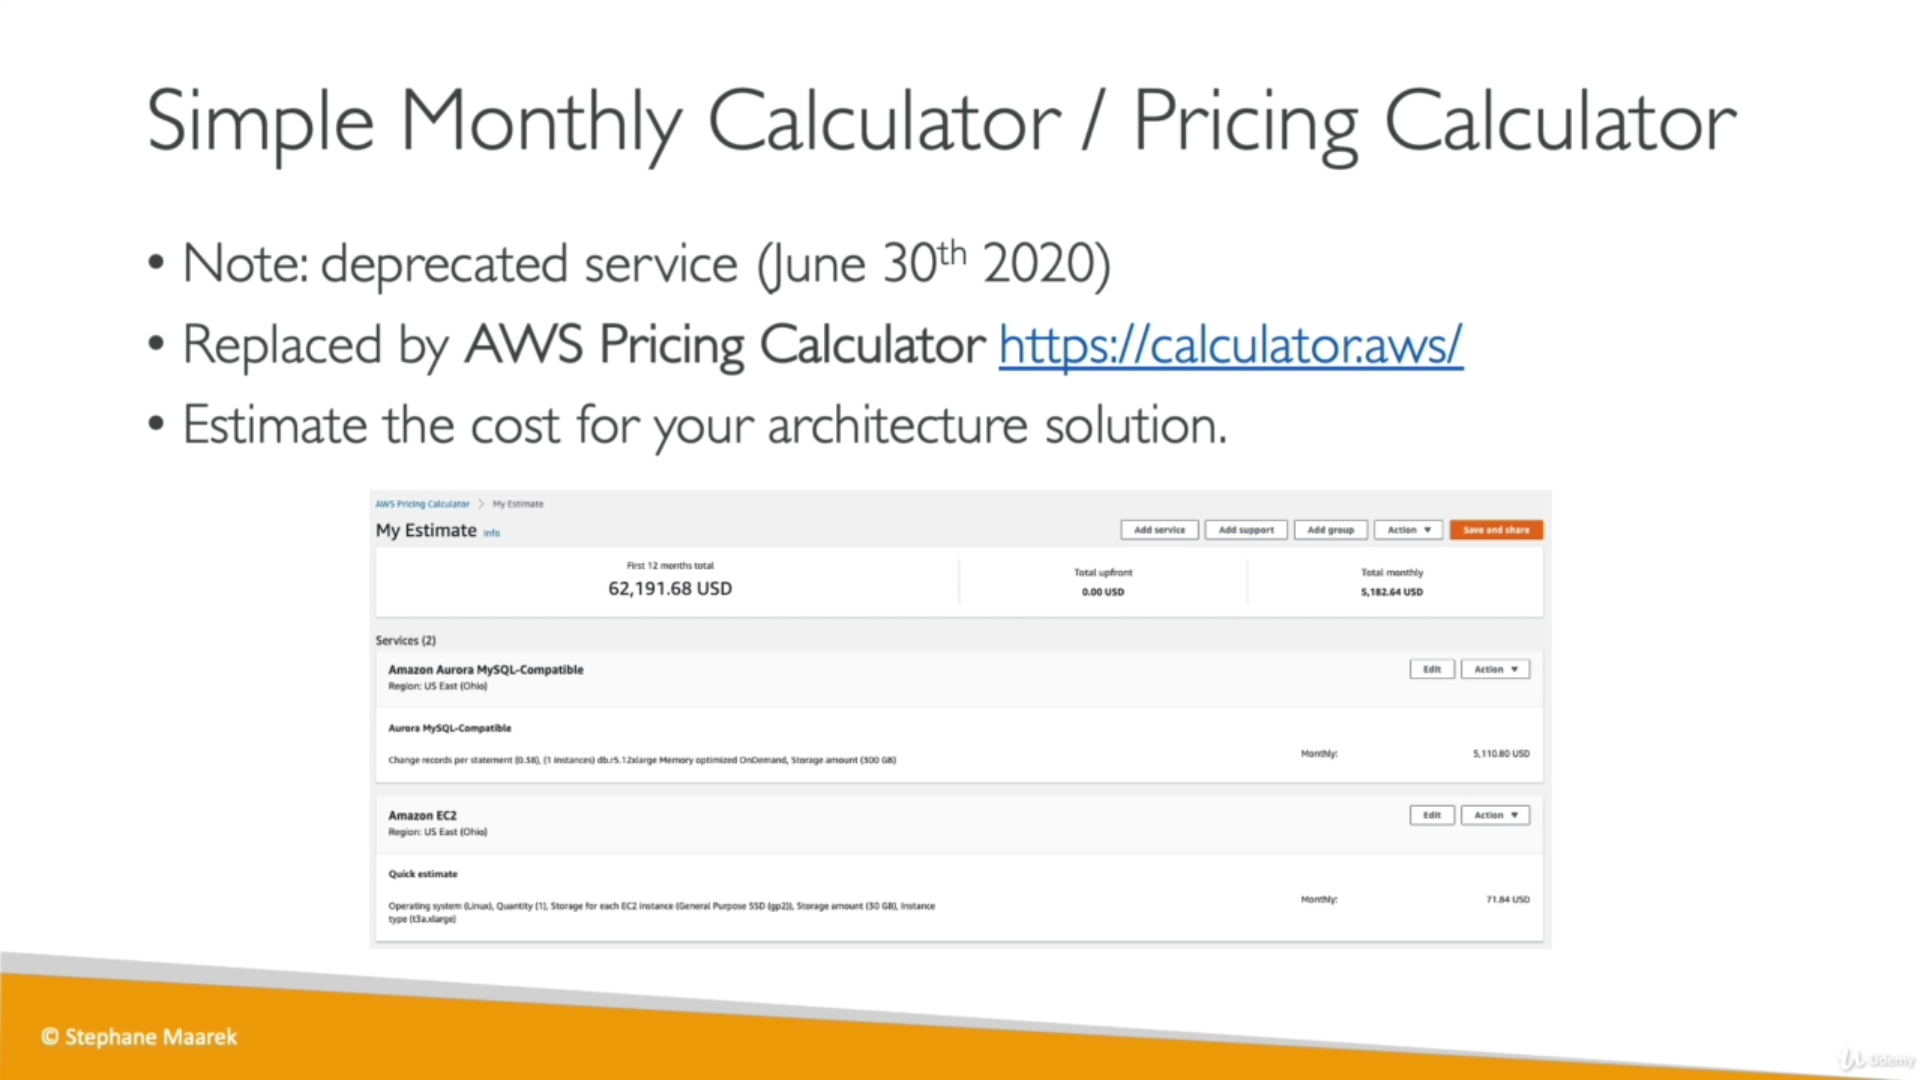 Simple Monthly Calculator / Pricing Calculator
• Note: deprecated service (June 30th 2020)
• Replaced by AWS Pricing Calculator https://calculator.aws/
• Estimate the cost for your architecture solution.
AWS Pricing Calculator > My Estimate
My Estimate Info
Add service Add support Add group Action ▼ Save and share
First 12 months total
62,191.68 USD
Total upfront
0.00 USD
Total monthly
5,182.64 USD
Services (2)
Amazon Aurora MySQL-Compatible
Region: US East (Ohio)
Edit Action ▼
Aurora MySQL-Compatible
Change records per statement (0.38), (1 instances) db.r5.12xlarge Memory optimized OnDemand, Storage amount (300 GB)
Monthly: 5,110.80 USD
Amazon EC2
Region: US East (Ohio)
Edit Action ▼
Quick estimate
Operating system (Linux), Quantity (1), Storage for each EC2 instance (General Purpose SSD (gp2)), Storage amount (30 GB), Instance
type (t3a.xlarge)
Monthly: 71.84 USD
© Stephane Maarek
Udemy